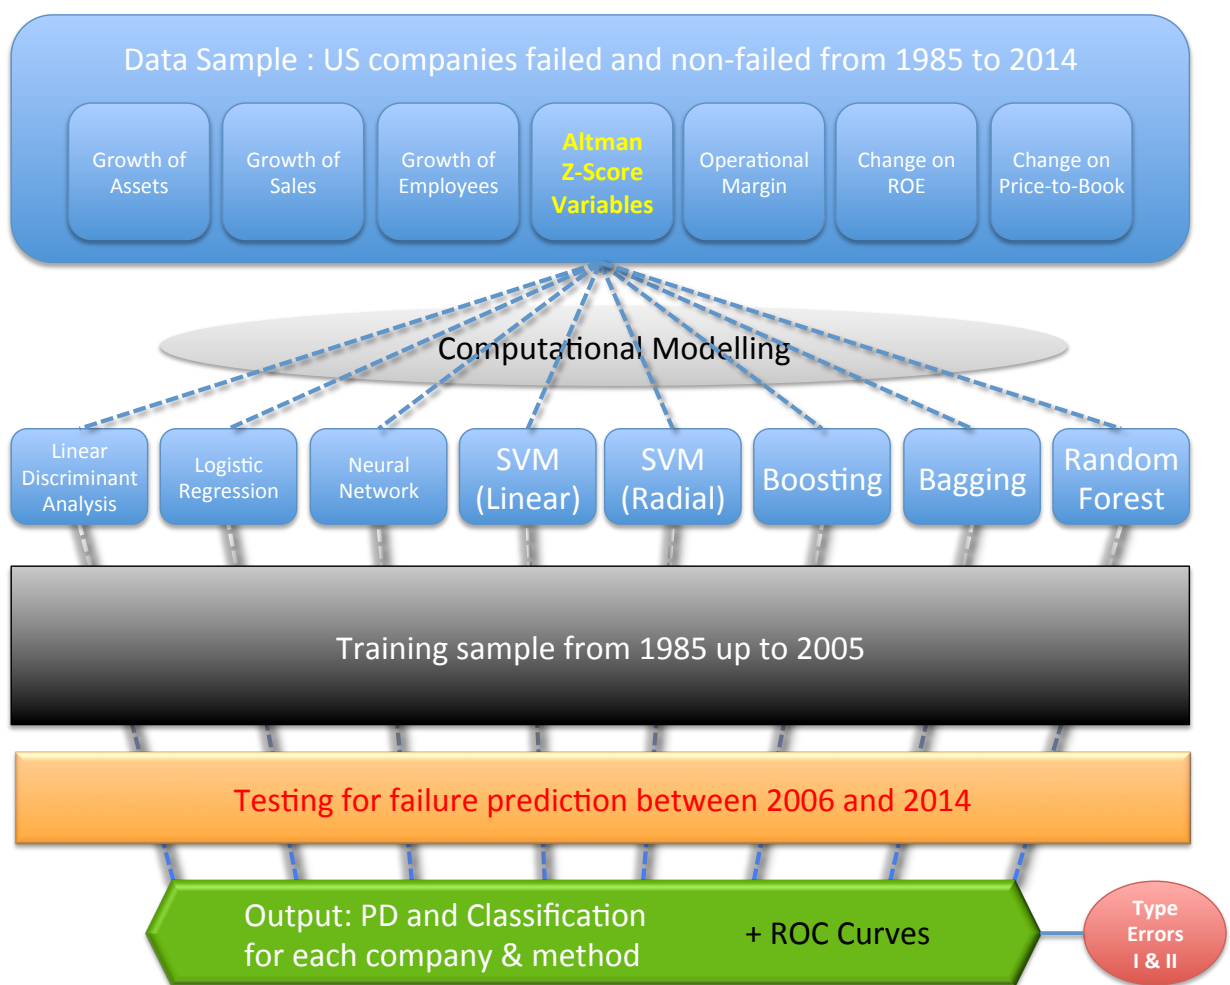 Data Sample : US companies failed and non-failed from 1985 to 2014
Growth of
Assets
Growth of
Sales
Growth of
Employees
Altman
Z-Score
Variables
Operational
Margin
Change on
ROE
Change on
Price-to-Book
Computational Modelling
Linear
Discriminant
Analysis
Logistic
Regression
Neural
Network
SVM
(Linear)
SVM
(Radial)
Boosting
Bagging
Random
Forest
Training sample from 1985 up to 2005
Testing for failure prediction between 2006 and 2014
Output: PD and Classification
for each company & method
+ ROC Curves
Type
Errors
I & II